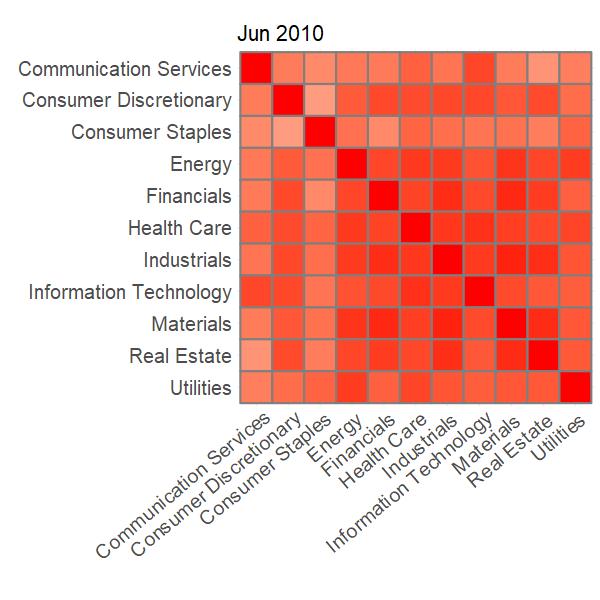 Jun 2010
Communication Services
Consumer Discretionary
Consumer Staples
Energy
Financials
Health Care
Industrials
Information Technology
Materials
Real Estate
Utilities
Communication Services
Consumer Discretionary
Consumer Staples
Energy
Financials
Health Care
Industrials
Information Technology
Materials
Real Estate
Utilities